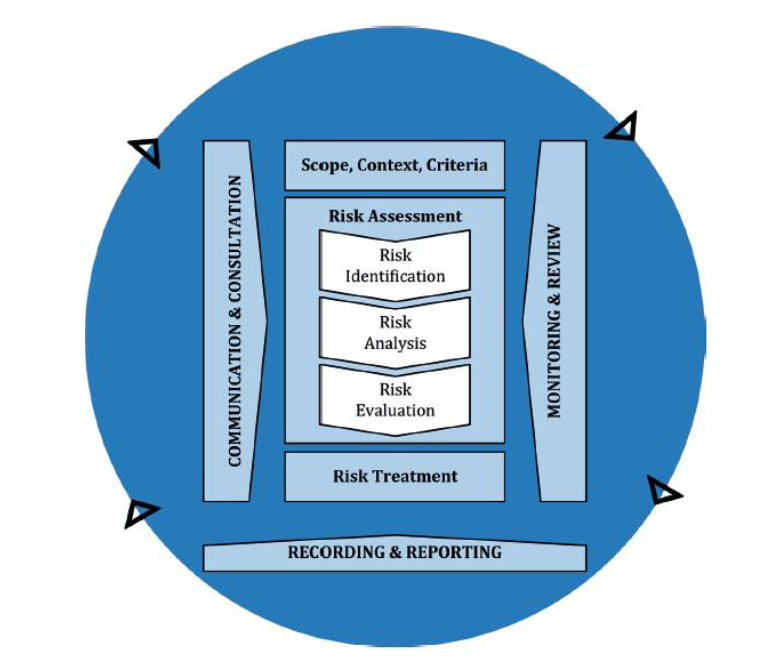 Scope, Context, Criteria
Risk Assessment
Risk
Identification
Risk
Analysis
Risk
Evaluation
Risk Treatment
COMMUNICATION & CONSULTATION
MONITORING & REVIEW
RECORDING & REPORTING